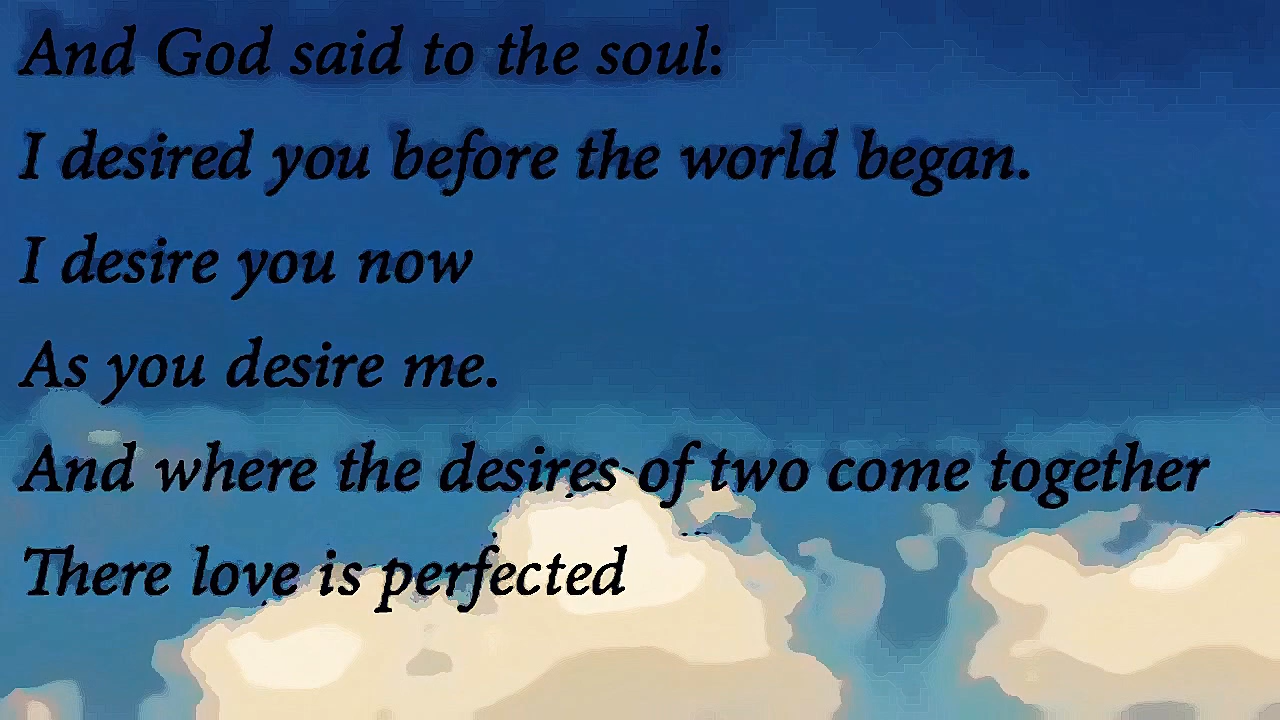 And God said to the soul:
I desired you before the world began.
I desire you now
As you desire me.
And where the desires of two come together
There love is perfected